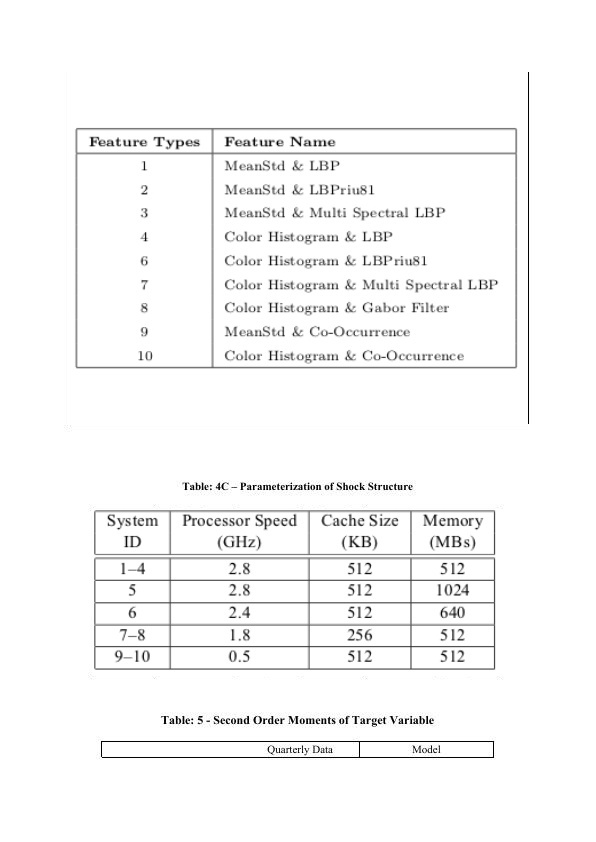 Feature Types Feature Name
1 MeanStd & LBP
2 MeanStd & LBPriu81
3 MeanStd & Multi Spectral LBP
4 Color Histogram & LBP
6 Color Histogram & LBPriu81
7 Color Histogram & Multi Spectral LBP
8 Color Histogram & Gabor Filter
9 MeanStd & Co-Occurrence
10 Color Histogram & Co-Occurrence
Table: 4C – Parameterization of Shock Structure
System Processor Speed Cache Size Memory
ID (GHz) (KB) (MBs)
1–4 2.8 512 512
5 2.8 512 1024
6 2.4 512 640
7–8 1.8 256 512
9–10 0.5 512 512
Table: 5 - Second Order Moments of Target Variable
Quarterly Data Model